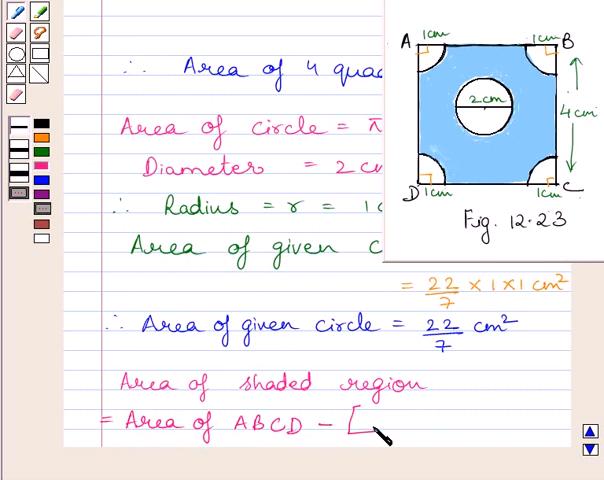 ∴ Area of 4 quad
Area of circle = π
Diameter = 2 cm
∴ Radius = r = 1 c
Area of given c
= 22/7 × 1 × 1 cm²
∴ Area of given circle = 22/7 cm²
Area of shaded region
= Area of ABCD – [
A 1cm 1cm B
2cm
4cm
D 1cm 1cm C
Fig. 12.23